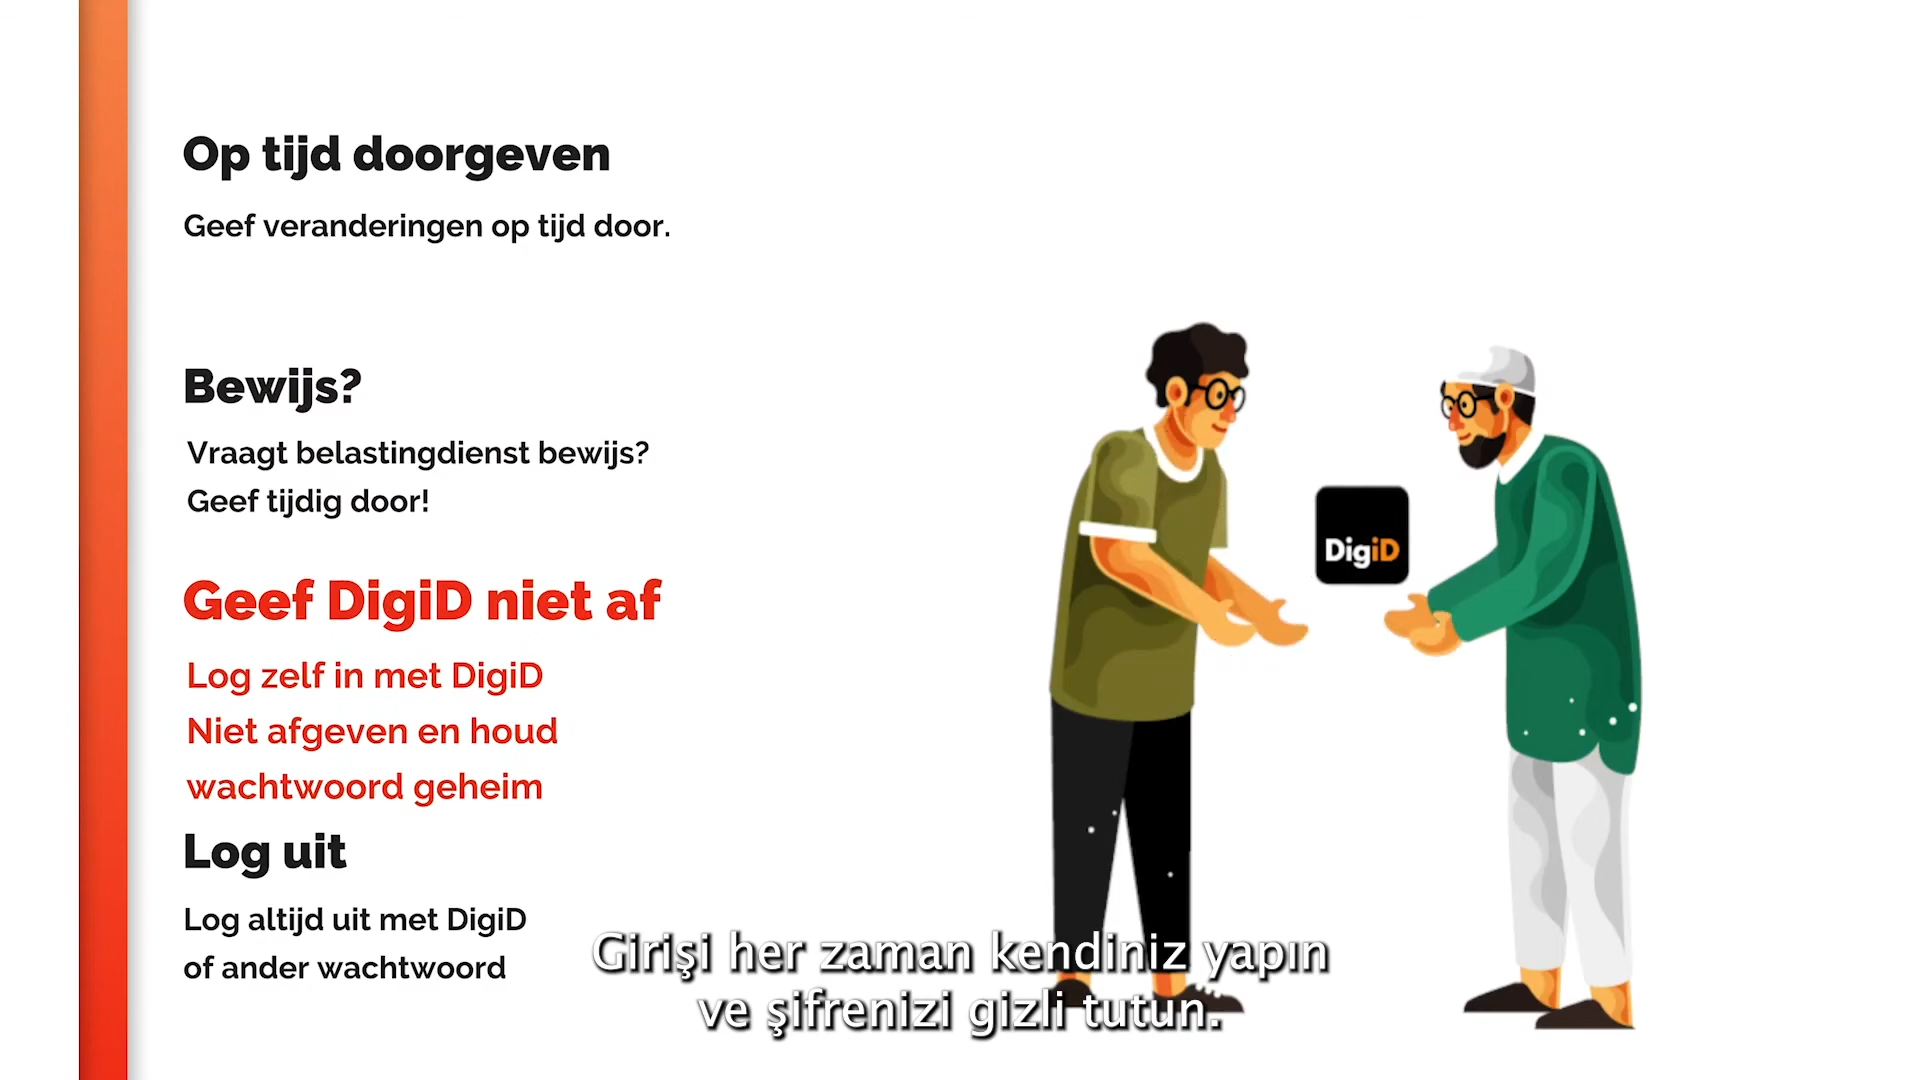 Op tijd doorgeven
Geef veranderingen op tijd door.
Bewijs?
Vraagt belastingdienst bewijs?
Geef tijdig door!
Geef DigiD niet af
Log zelf in met DigiD
Niet afgeven en houd
wachtwoord geheim
Log uit
Log altijd uit met DigiD
of ander wachtwoord
DigiD
Girişi her zaman kendiniz yapın
ve şifrenizi gizli tutun.